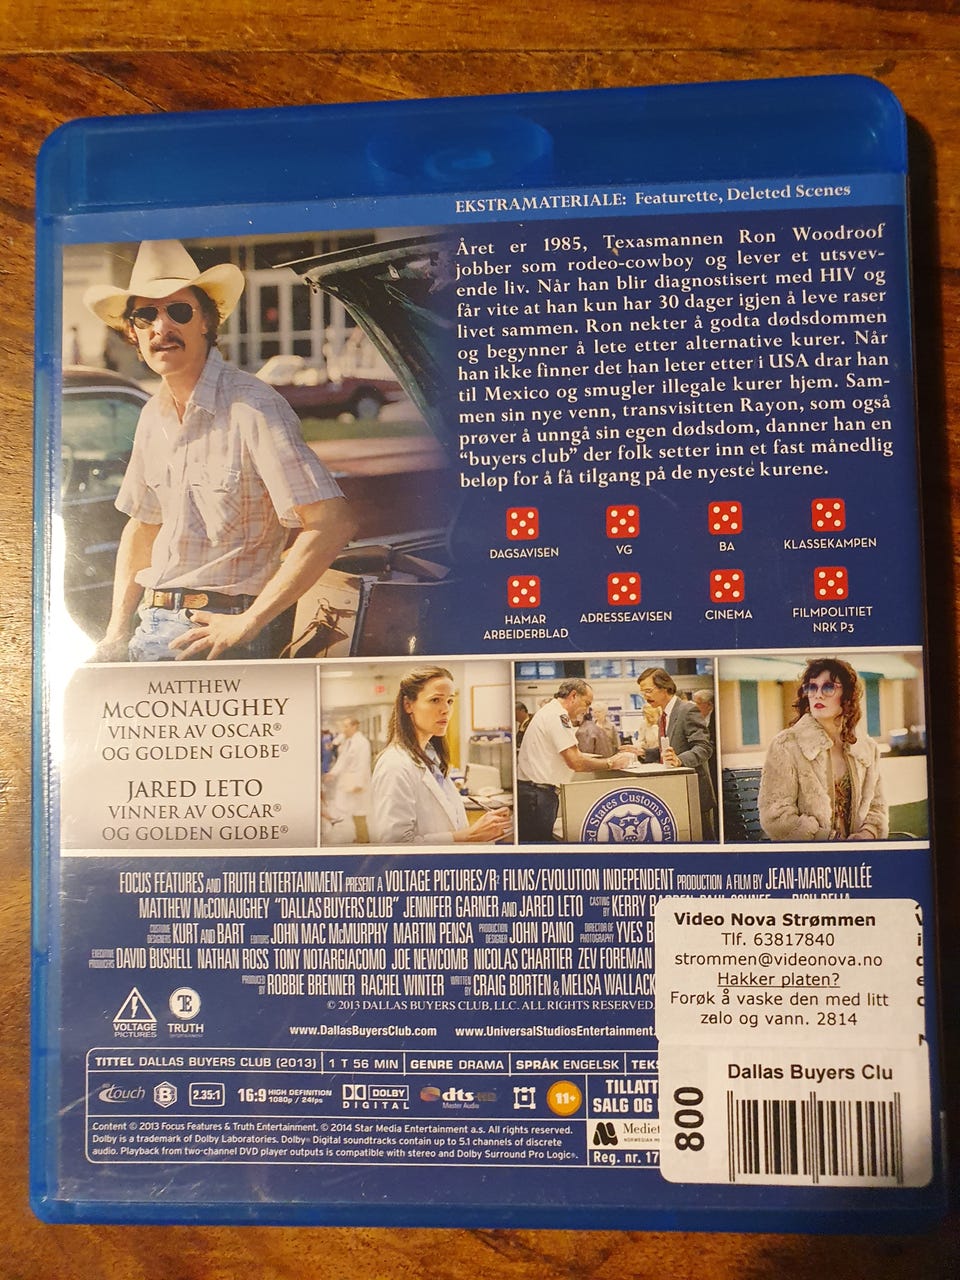 EKSTRAMATERIALE: Featurette, Deleted Scenes
Året er 1985, Texasmannen Ron Woodroof
jobber som rodeo-cowboy og lever et utsvev-
ende liv. Når han blir diagnostisert med HIV og
får vite at han kun har 30 dager igjen å leve raser
livet sammen. Ron nekter å godta dødsdommen
og begynner å lete etter alternative kurer. Når
han ikke finner det han leter etter i USA drar han
til Mexico og smugler illegale kurer hjem. Sam-
men sin nye venn, transvisitten Rayon, som også
prøver å unngå sin egen dødsdom, danner han en
“buyers club” der folk setter inn et fast månedlig
beløp for å få tilgang på de nyeste kurene.
DAGSAVISEN VG BA KLASSEKAMPEN
HAMAR ARBEIDERBLAD ADRESSEAVISEN CINEMA FILMPOLITIET NRK P3
MATTHEW
McCONAUGHEY
VINNER AV OSCAR®
OG GOLDEN GLOBE®
JARED LETO
VINNER AV OSCAR®
OG GOLDEN GLOBE®
States Customs Serv
FOCUS FEATURES AND TRUTH ENTERTAINMENT PRESENT A VOLTAGE PICTURES/R² FILMS/EVOLUTION INDEPENDENT PRODUCTION A FILM BY JEAN-MARC VALLÉE
MATTHEW McCONAUGHEY “DALLAS BUYERS CLUB” JENNIFER GARNER AND JARED LETO CASTING BY KERRY
COSTUME DESIGNERS KURT AND BART EDITORS JOHN MAC McMURPHY MARTIN PENSA PRODUCTION DESIGNER JOHN PAINO DIRECTOR OF PHOTOGRAPHY YVES
EXECUTIVE PRODUCERS DAVID BUSHELL NATHAN ROSS TONY NOTARGIACOMO JOE NEWCOMB NICOLAS CHARTIER ZEV FOREMAN
PRODUCED BY ROBBIE BRENNER RACHEL WINTER WRITTEN BY CRAIG BORTEN & MELISA WALLACK
© 2013 DALLAS BUYERS CLUB, LLC. ALL RIGHTS RESERVED.
VOLTAGE
PICTURES
TRUTH
www.DallasBuyersClub.com www.UniversalStudiosEntertainment.
TITTEL DALLAS BUYERS CLUB (2013) 1 T 56 MIN GENRE DRAMA SPRÅK ENGELSK TEKS
touch B 2.35:1 16:9 HIGH DEFINITION 1080p / 24fps DOLBY DIGITAL dts-HD Master Audio 11+
TILLATT
SALG OG
Medie
Reg. nr. 17
Content © 2013 Focus Features & Truth Entertainment. © 2014 Star Media Entertainment a.s. All rights reserved.
Dolby is a trademark of Dolby Laboratories. Dolby® Digital soundtracks contain up to 5.1 channels of discrete
audio. Playback from two-channel DVD player outputs is compatible with stereo and Dolby Surround Pro Logic®.
Video Nova Strømmen
Tlf. 63817840
strommen@videonova.no
Hakker platen?
Forøk å vaske den med litt
zalo og vann. 2814
Dallas Buyers Clu
800